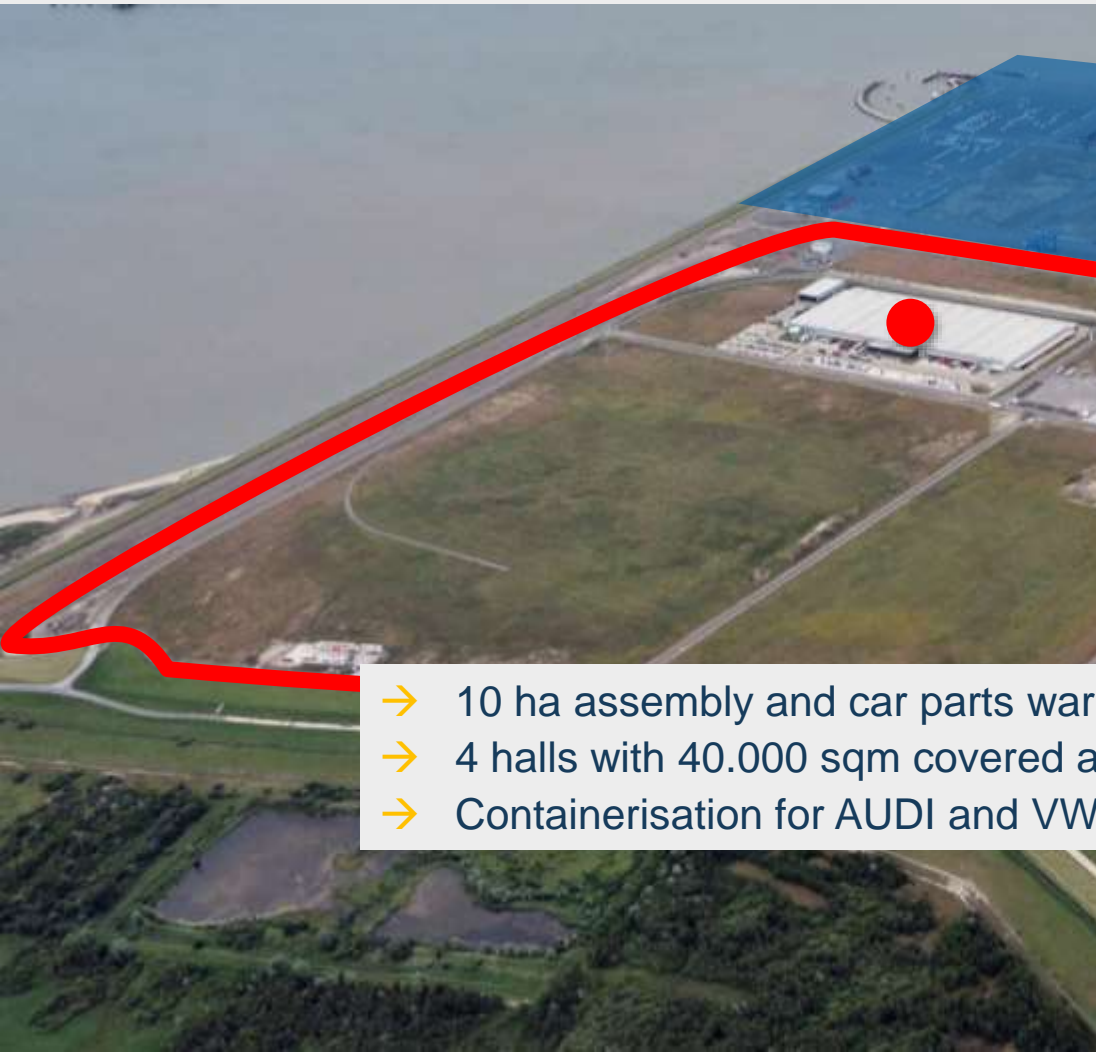 → 10 ha assembly and car parts war
→ 4 halls with 40.000 sqm covered a
→ Containerisation for AUDI and VW